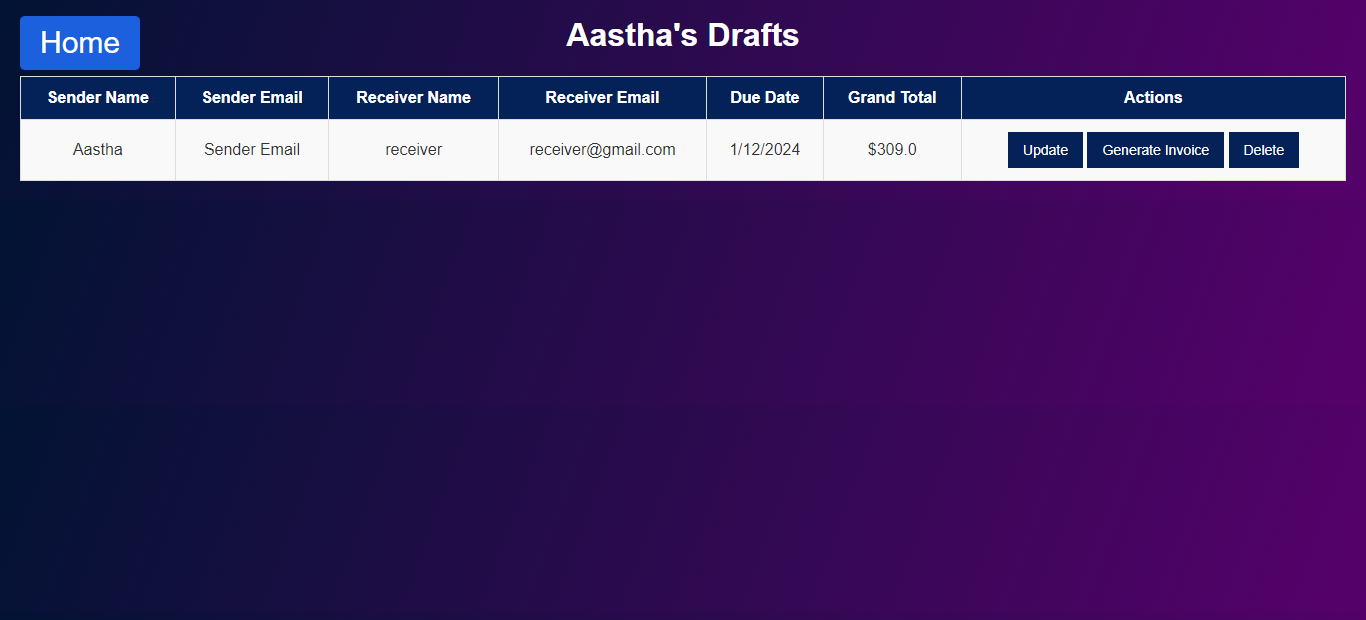 Home
Aastha's Drafts
Sender Name Sender Email Receiver Name Receiver Email Due Date Grand Total Actions
Aastha Sender Email receiver receiver@gmail.com 1/12/2024 $309.0 Update Generate Invoice Delete